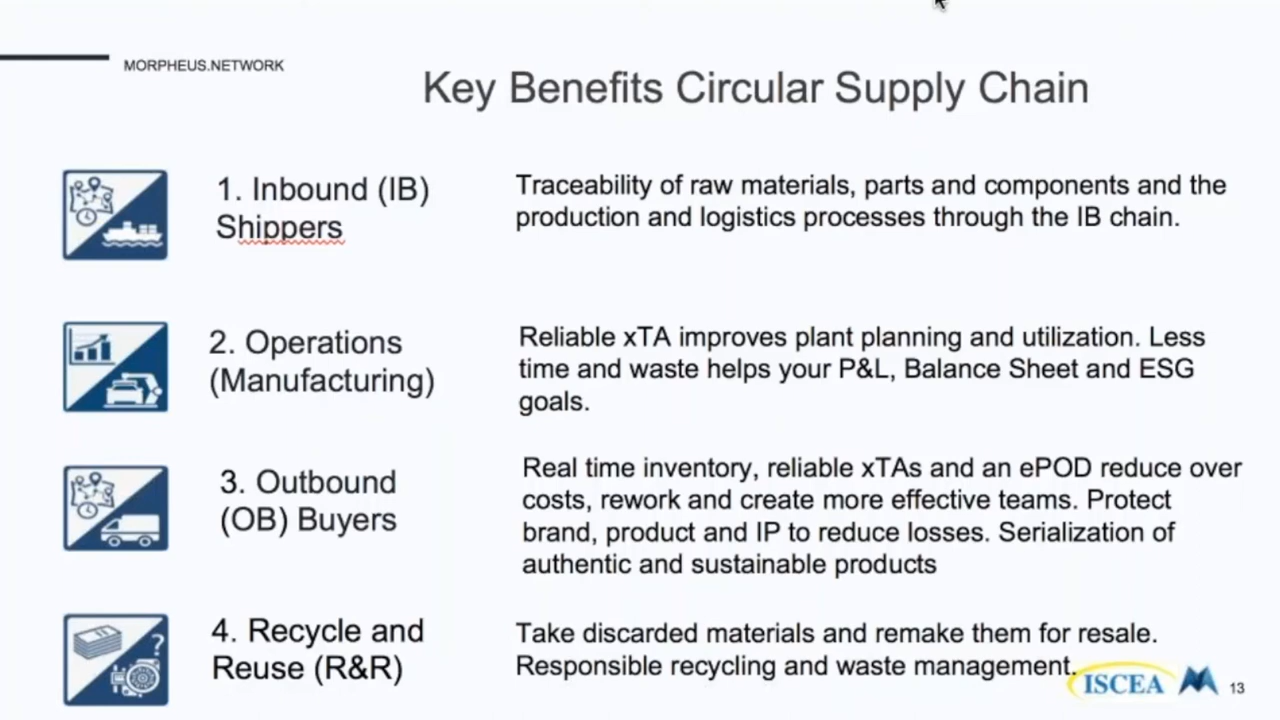 MORPHEUS.NETWORK
Key Benefits Circular Supply Chain
1. Inbound (IB)
Shippers
Traceability of raw materials, parts and components and the
production and logistics processes through the IB chain.
2. Operations
(Manufacturing)
Reliable xTA improves plant planning and utilization. Less
time and waste helps your P&L, Balance Sheet and ESG
goals.
3. Outbound
(OB) Buyers
Real time inventory, reliable xTAs and an ePOD reduce over
costs, rework and create more effective teams. Protect
brand, product and IP to reduce losses. Serialization of
authentic and sustainable products
?
4. Recycle and
Reuse (R&R)
Take discarded materials and remake them for resale.
Responsible recycling and waste management.
ISCEA
13